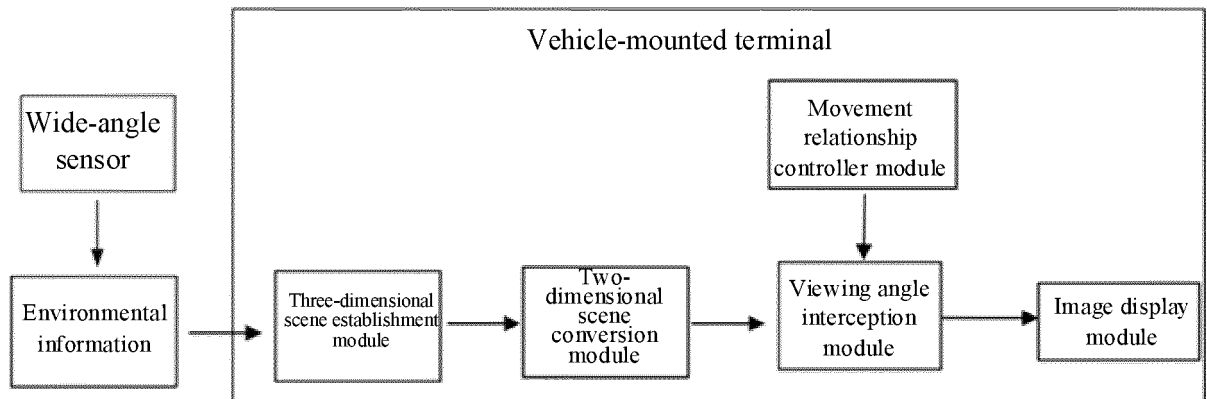 Vehicle-mounted terminal
Wide-angle
sensor
Movement
relationship
controller module
Environmental
information
Three-dimensional
scene establishment
module
Two-
dimensional
scene
conversion
module
Viewing angle
interception
module
Image display
module